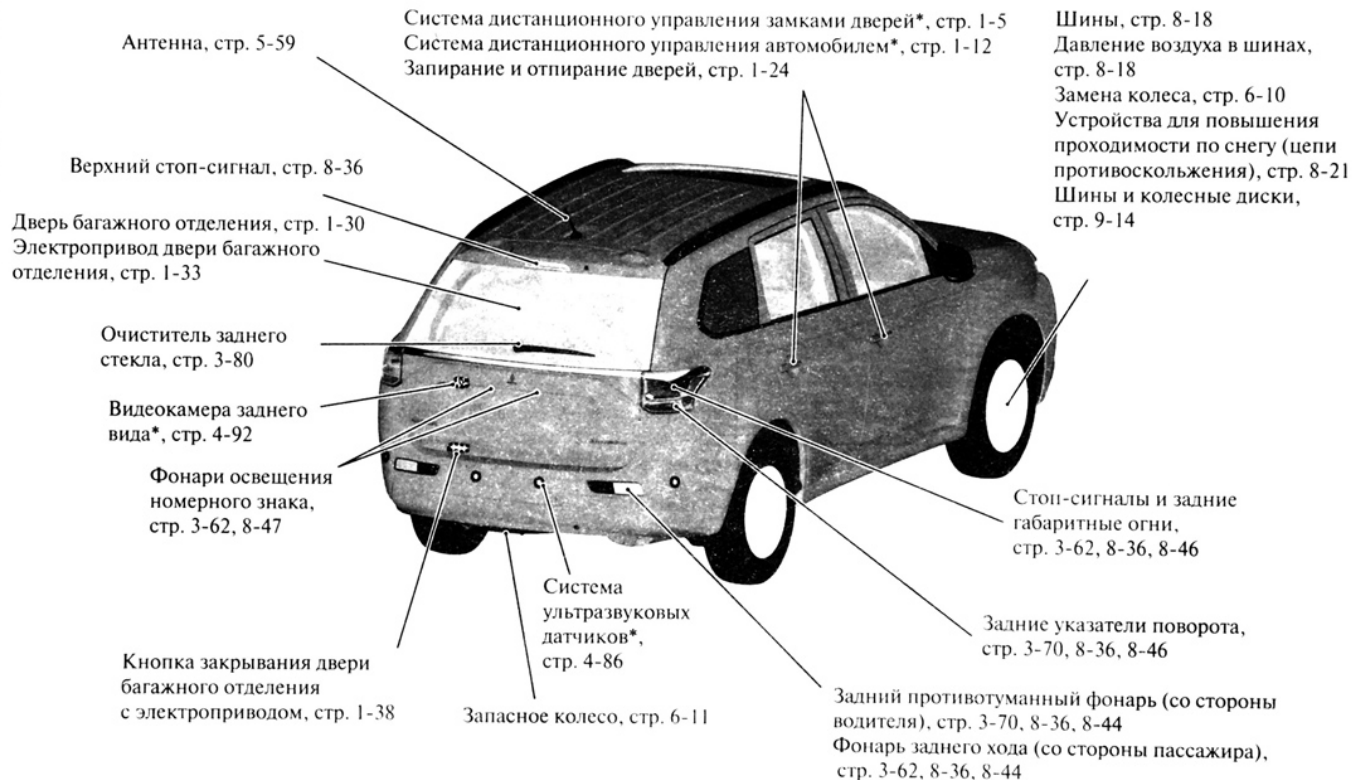 Система дистанционного управления замками дверей*, стр. 1-5
Система дистанционного управления автомобилем*, стр. 1-12
Запирание и отпирание дверей, стр. 1-24
Шины, стр. 8-18
Давление воздуха в шинах,
стр. 8-18
Замена колеса, стр. 6-10
Устройства для повышения
проходимости по снегу (цепи
противоскольжения), стр. 8-21
Шины и колесные диски,
стр. 9-14
Антенна, стр. 5-59
Верхний стоп-сигнал, стр. 8-36
Дверь багажного отделения, стр. 1-30
Электропривод двери багажного
отделения, стр. 1-33
Очиститель заднего
стекла, стр. 3-80
Видеокамера заднего
вида*, стр. 4-92
Фонари освещения
номерного знака,
стр. 3-62, 8-47
Кнопка закрывания двери
багажного отделения
с электроприводом, стр. 1-38
Запасное колесо, стр. 6-11
Система
ультразвуковых
датчиков*,
стр. 4-86
Стоп-сигналы и задние
габаритные огни,
стр. 3-62, 8-36, 8-46
Задние указатели поворота,
стр. 3-70, 8-36, 8-46
Задний противотуманный фонарь (со стороны
водителя), стр. 3-70, 8-36, 8-44
Фонарь заднего хода (со стороны пассажира),
стр. 3-62, 8-36, 8-44